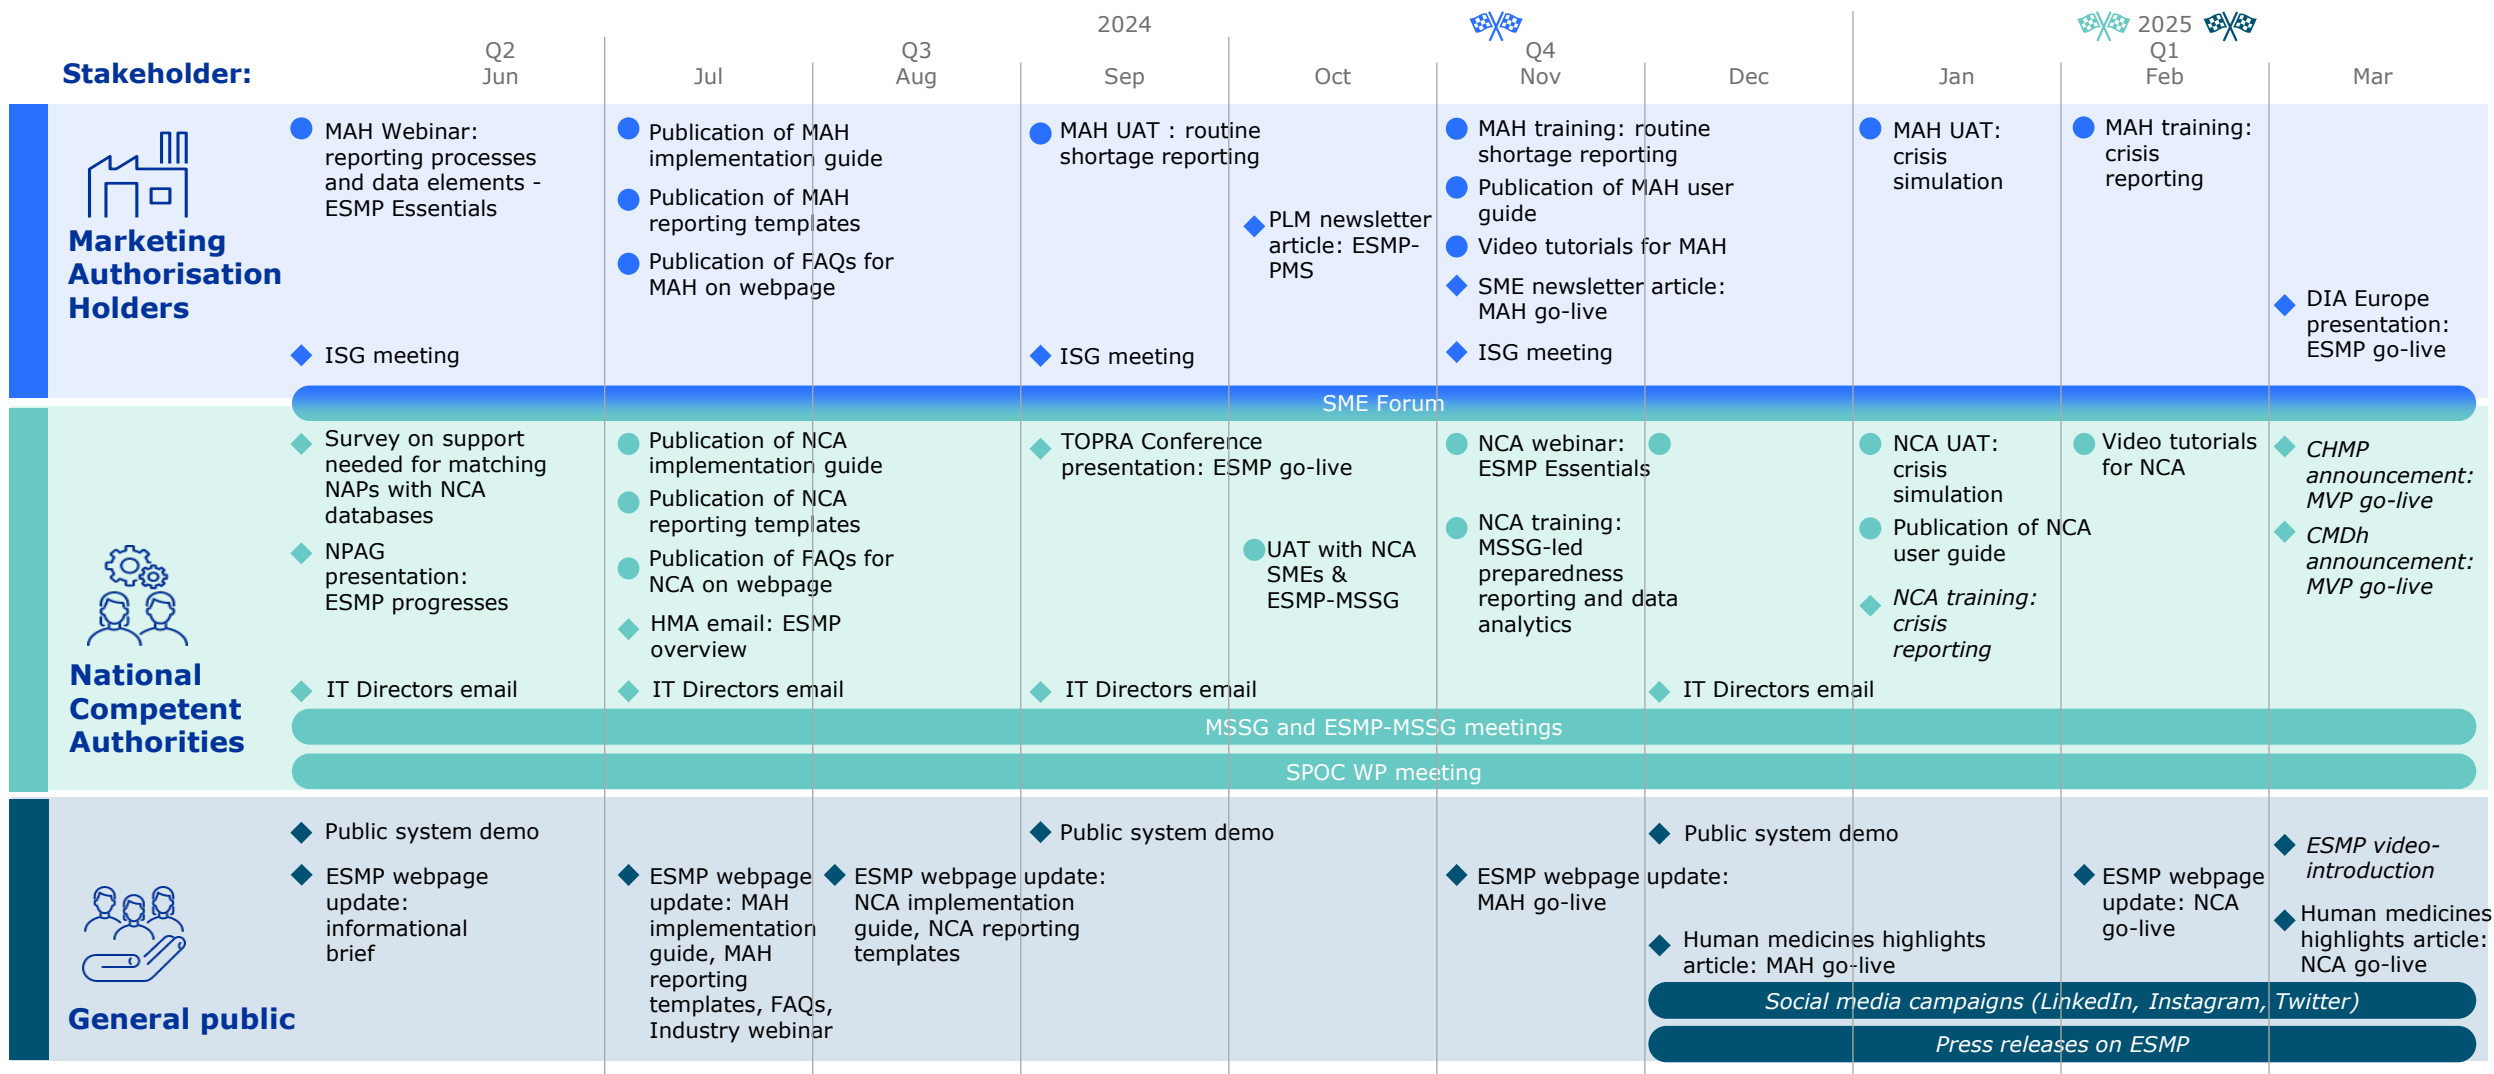 2024
2025
Q2
Q3
Q4
Q1
Stakeholder:
Jun
Jul
Aug
Sep
Oct
Nov
Dec
Jan
Feb
Mar
Marketing
Authorisation
Holders
MAH Webinar:
reporting processes
and data elements -
ESMP Essentials
ISG meeting
Publication of MAH
implementation guide
Publication of MAH
reporting templates
Publication of FAQs for
MAH on webpage
MAH UAT : routine
shortage reporting
ISG meeting
PLM newsletter
article: ESMP-
PMS
MAH training: routine
shortage reporting
Publication of MAH user
guide
Video tutorials for MAH
SME newsletter article:
MAH go-live
ISG meeting
MAH UAT:
crisis
simulation
MAH training:
crisis
reporting
DIA Europe
presentation:
ESMP go-live
SME Forum
National
Competent
Authorities
Survey on support
needed for matching
NAPs with NCA
databases
NPAG
presentation:
ESMP progresses
IT Directors email
Publication of NCA
implementation guide
Publication of NCA
reporting templates
Publication of FAQs for
NCA on webpage
HMA email: ESMP
overview
IT Directors email
TOPRA Conference
presentation: ESMP go-live
IT Directors email
UAT with NCA
SMEs &
ESMP-MSSG
NCA webinar:
ESMP Essentials
NCA training:
MSSG-led
preparedness
reporting and data
analytics
IT Directors email
NCA UAT:
crisis
simulation
Publication of NCA
user guide
NCA training:
crisis
reporting
Video tutorials
for NCA
CHMP
announcement:
MVP go-live
CMDh
announcement:
MVP go-live
MSSG and ESMP-MSSG meetings
SPOC WP meeting
General public
Public system demo
ESMP webpage
update:
informational
brief
ESMP webpage
update: MAH
implementation
guide, MAH
reporting
templates, FAQs,
Industry webinar
ESMP webpage update:
NCA implementation
guide, NCA reporting
templates
Public system demo
ESMP webpage update:
MAH go-live
Public system demo
Human medicines highlights
article: MAH go-live
ESMP webpage
update: NCA
go-live
ESMP video-
introduction
Human medicines
highlights article:
NCA go-live
Social media campaigns (LinkedIn, Instagram, Twitter)
Press releases on ESMP